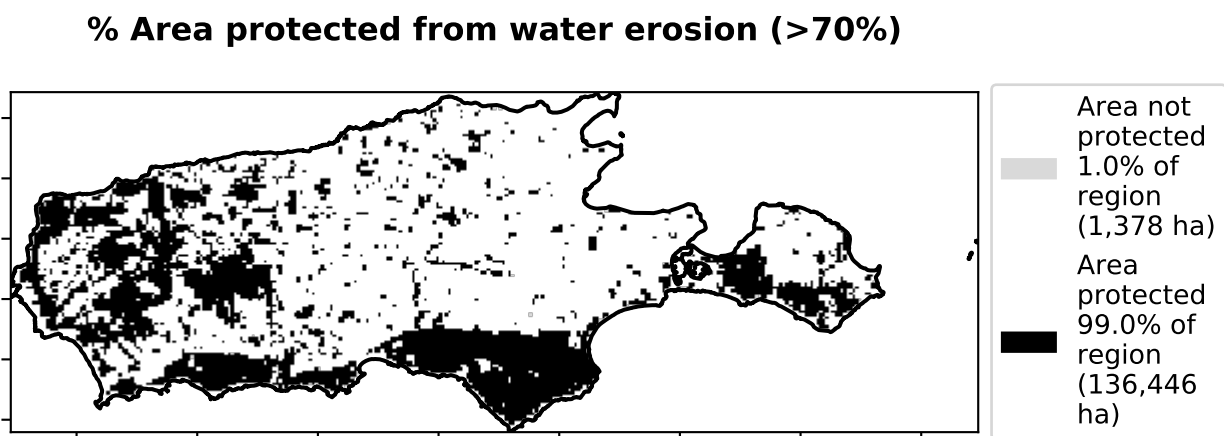 % Area protected from water erosion (>70%)
Area not
protected
1.0% of
region
(1,378 ha)
Area
protected
99.0% of
region
(136,446
ha)